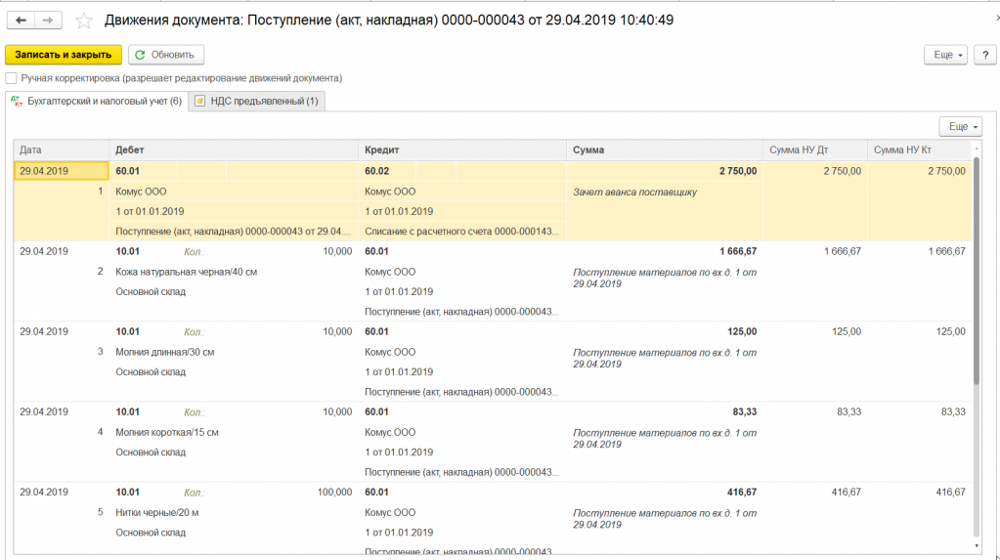 Движения документа: Поступление (акт, накладная) 0000-000043 от 29.04.2019 10:40:49
Записать и закрыть Обновить Еще ?
Ручная корректировка (разрешает редактирование движений документа)
Дт Кт Бухгалтерский и налоговый учет (6) НДС предъявленный (1)
Еще
Дата Дебет Кредит Сумма Сумма НУ Дт Сумма НУ Кт
29.04.2019 60.01 60.02 2 750,00 2 750,00 2 750,00
1 Комус ООО Комус ООО Зачет аванса поставщику
1 от 01.01.2019 1 от 01.01.2019
Поступление (акт, накладная) 0000-000043 от 29.04.... Списание с расчетного счета 0000-000143...
29.04.2019 10.01 Кол.: 10,000 60.01 1 666,67 1 666,67 1 666,67
2 Кожа натуральная черная/40 см Комус ООО Поступление материалов по вх.д. 1 от
29.04.2019
Основной склад 1 от 01.01.2019
Поступление (акт, накладная) 0000-000043...
29.04.2019 10.01 Кол.: 10,000 60.01 125,00 125,00 125,00
3 Молния длинная/30 см Комус ООО Поступление материалов по вх.д. 1 от
29.04.2019
Основной склад 1 от 01.01.2019
Поступление (акт, накладная) 0000-000043...
29.04.2019 10.01 Кол.: 10,000 60.01 83,33 83,33 83,33
4 Молния короткая/15 см Комус ООО Поступление материалов по вх.д. 1 от
29.04.2019
Основной склад 1 от 01.01.2019
Поступление (акт, накладная) 0000-000043...
29.04.2019 10.01 Кол.: 100,000 60.01 416,67 416,67 416,67
5 Нитки черные/20 м Комус ООО Поступление материалов по вх.д. 1 от
29.04.2019
Основной склад 1 от 01.01.2019
Поступление (акт, накладная) 0000-000043...